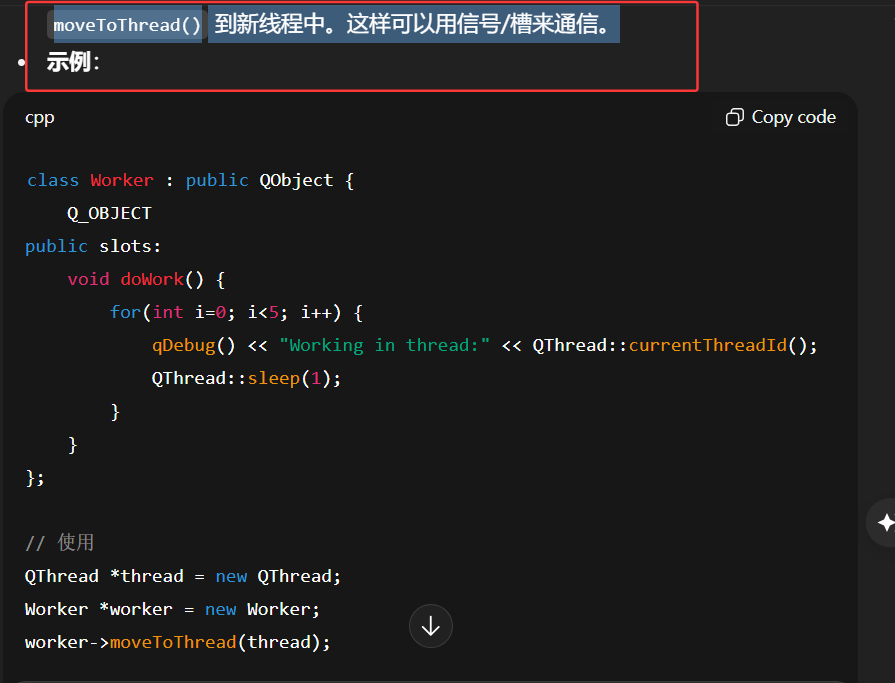 moveToThread() 到新线程中。这样可以用信号/槽来通信。
• 示例：
cpp
Copy code
class Worker : public QObject {
    Q_OBJECT
public slots:
    void doWork() {
        for(int i=0; i<5; i++) {
            qDebug() << "Working in thread:" << QThread::currentThreadId();
            QThread::sleep(1);
        }
    }
};

// 使用
QThread *thread = new QThread;
Worker *worker = new Worker;
worker->moveToThread(thread);